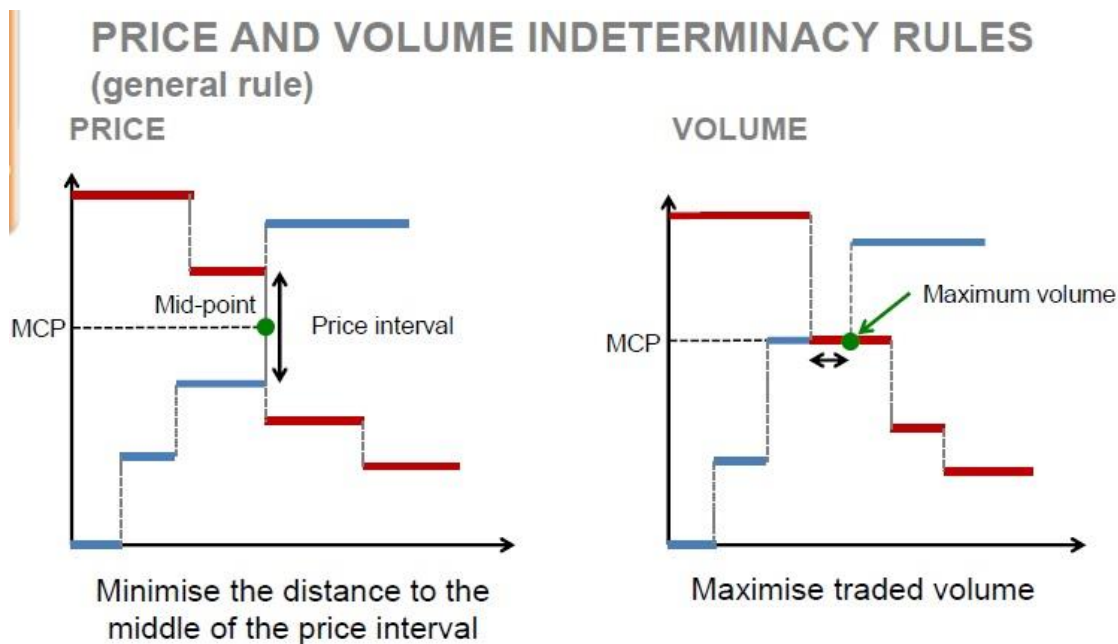 PRICE AND VOLUME INDETERMINACY RULES
(general rule)
PRICE
VOLUME
Mid-point
MCP
Price interval
Maximum volume
MCP
Minimise the distance to the
middle of the price interval
Maximise traded volume